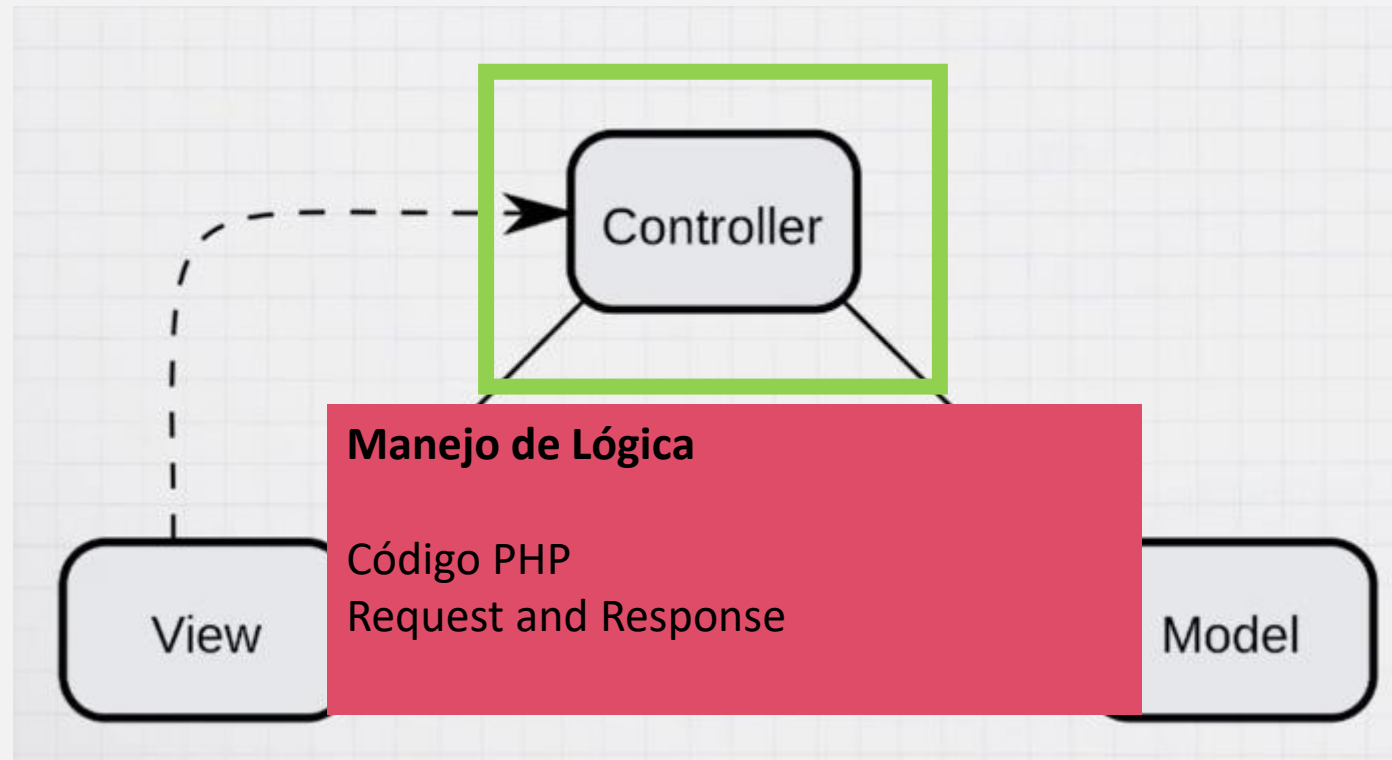 Controller
Manejo de Lógica
Código PHP
Request and Response
View
Model